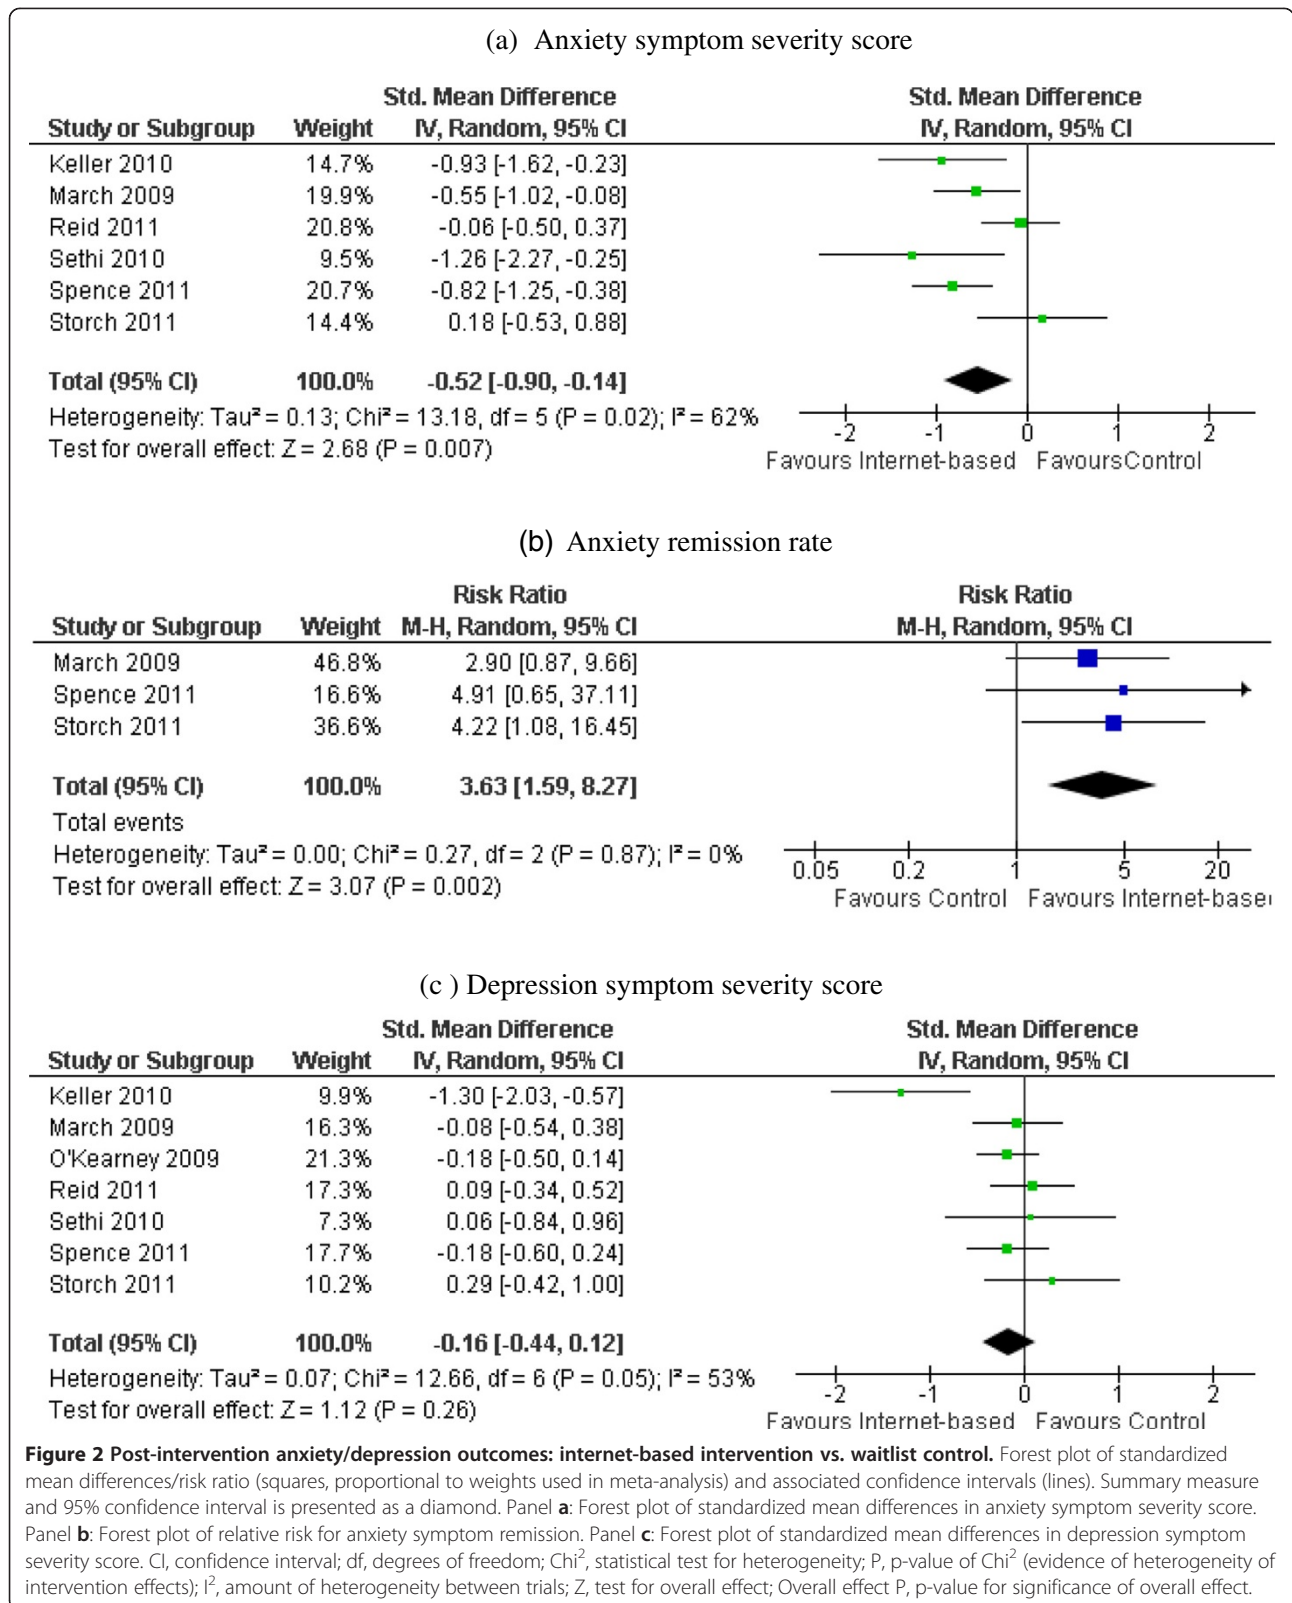 (a) Anxiety symptom severity score
Std. Mean Difference Std. Mean Difference
Study or Subgroup Weight IV, Random, 95% CI IV, Random, 95% CI
Keller 2010 14.7% -0.93 [-1.62, -0.23]
March 2009 19.9% -0.55 [-1.02, -0.08]
Reid 2011 20.8% -0.06 [-0.50, 0.37]
Sethi 2010 9.5% -1.26 [-2.27, -0.25]
Spence 2011 20.7% -0.82 [-1.25, -0.38]
Storch 2011 14.4% 0.18 [-0.53, 0.88]
Total (95% CI) 100.0% -0.52 [-0.90, -0.14]
Heterogeneity: Tau² = 0.13; Chi² = 13.18, df = 5 (P = 0.02); I² = 62%
Test for overall effect: Z = 2.68 (P = 0.007)
-2 -1 0 1 2
Favours Internet-based FavoursControl
(b) Anxiety remission rate
Risk Ratio Risk Ratio
Study or Subgroup Weight M-H, Random, 95% CI M-H, Random, 95% CI
March 2009 46.8% 2.90 [0.87, 9.66]
Spence 2011 16.6% 4.91 [0.65, 37.11]
Storch 2011 36.6% 4.22 [1.08, 16.45]
Total (95% CI) 100.0% 3.63 [1.59, 8.27]
Total events
Heterogeneity: Tau² = 0.00; Chi² = 0.27, df = 2 (P = 0.87); I² = 0%
Test for overall effect: Z = 3.07 (P = 0.002)
0.05 0.2 1 5 20
Favours Control Favours Internet-base
(c ) Depression symptom severity score
Std. Mean Difference Std. Mean Difference
Study or Subgroup Weight IV, Random, 95% CI IV, Random, 95% CI
Keller 2010 9.9% -1.30 [-2.03, -0.57]
March 2009 16.3% -0.08 [-0.54, 0.38]
O'Kearney 2009 21.3% -0.18 [-0.50, 0.14]
Reid 2011 17.3% 0.09 [-0.34, 0.52]
Sethi 2010 7.3% 0.06 [-0.84, 0.96]
Spence 2011 17.7% -0.18 [-0.60, 0.24]
Storch 2011 10.2% 0.29 [-0.42, 1.00]
Total (95% CI) 100.0% -0.16 [-0.44, 0.12]
Heterogeneity: Tau² = 0.07; Chi² = 12.66, df = 6 (P = 0.05); I² = 53%
Test for overall effect: Z = 1.12 (P = 0.26)
-2 -1 0 1 2
Favours Internet-based Favours Control
Figure 2 Post-intervention anxiety/depression outcomes: internet-based intervention vs. waitlist control. Forest plot of standardized
mean differences/risk ratio (squares, proportional to weights used in meta-analysis) and associated confidence intervals (lines). Summary measure
and 95% confidence interval is presented as a diamond. Panel a: Forest plot of standardized mean differences in anxiety symptom severity score.
Panel b: Forest plot of relative risk for anxiety symptom remission. Panel c: Forest plot of standardized mean differences in depression symptom
severity score. CI, confidence interval; df, degrees of freedom; Chi², statistical test for heterogeneity; P, p-value of Chi² (evidence of heterogeneity of
intervention effects); I², amount of heterogeneity between trials; Z, test for overall effect; Overall effect P, p-value for significance of overall effect.